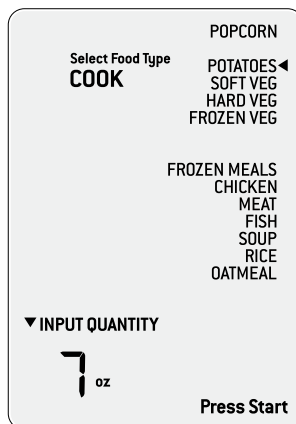 POPCORN
Select Food Type
COOK
POTATOES◀
SOFT VEG
HARD VEG
FROZEN VEG
FROZEN MEALS
CHICKEN
MEAT
FISH
SOUP
RICE
OATMEAL
▼INPUT QUANTITY
7 oz
Press Start